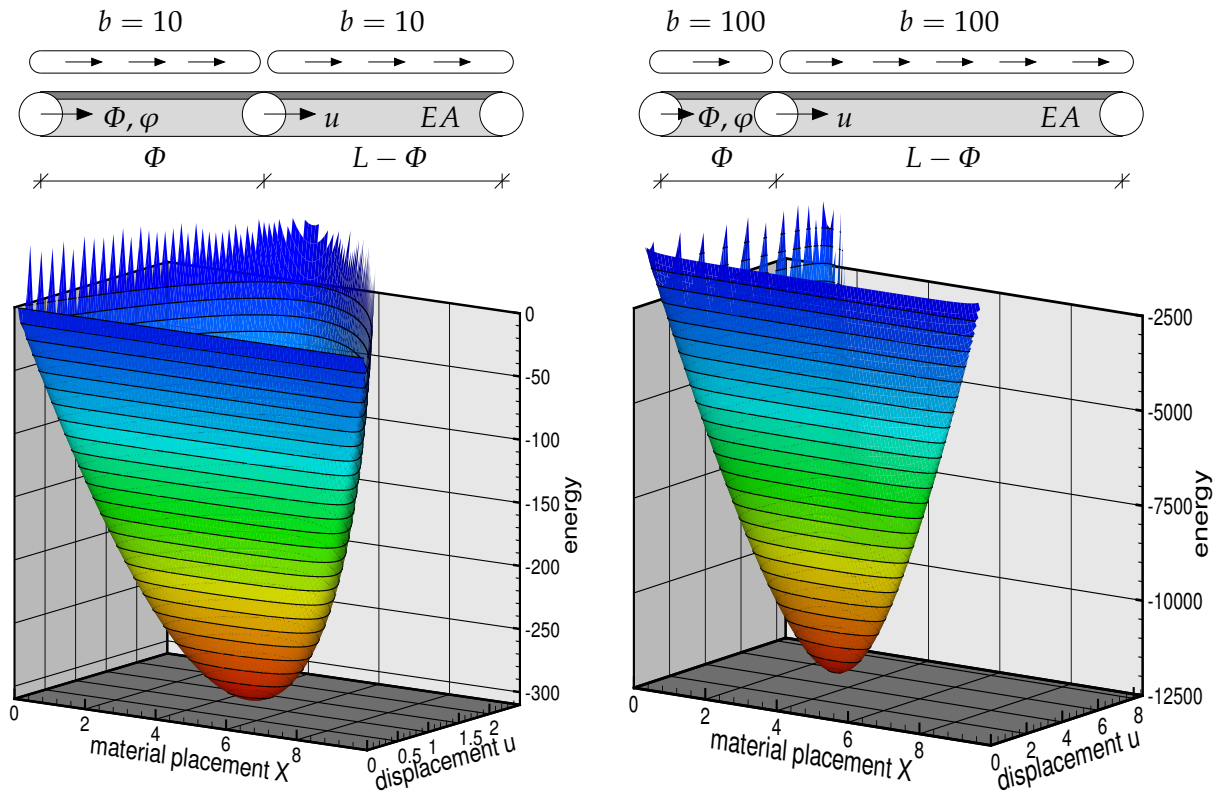 b = 10 b = 10
Φ, φ u EA
Φ L − Φ
0
-50
-100
-150
-200
-250
-300
energy
0 2 4 6 8
material placement X
0 0.5 1 1.5 2
displacement u
b = 100 b = 100
Φ, φ u EA
Φ L − Φ
-2500
-5000
-7500
-10000
-12500
energy
0 2 4 6 8
material placement X
0 2 4 6 8
displacement u